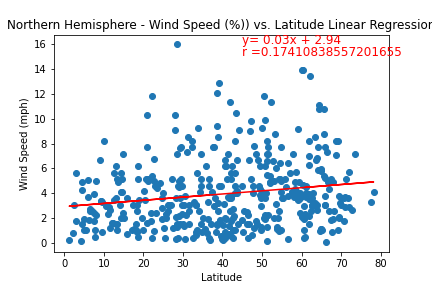 Northern Hemisphere - Wind Speed (%)) vs. Latitude Linear Regression
y= 0.03x + 2.94
r =0.17410838557201655
16
14
12
10
8
6
4
2
0
Wind Speed (mph)
0 10 20 30 40 50 60 70 80
Latitude